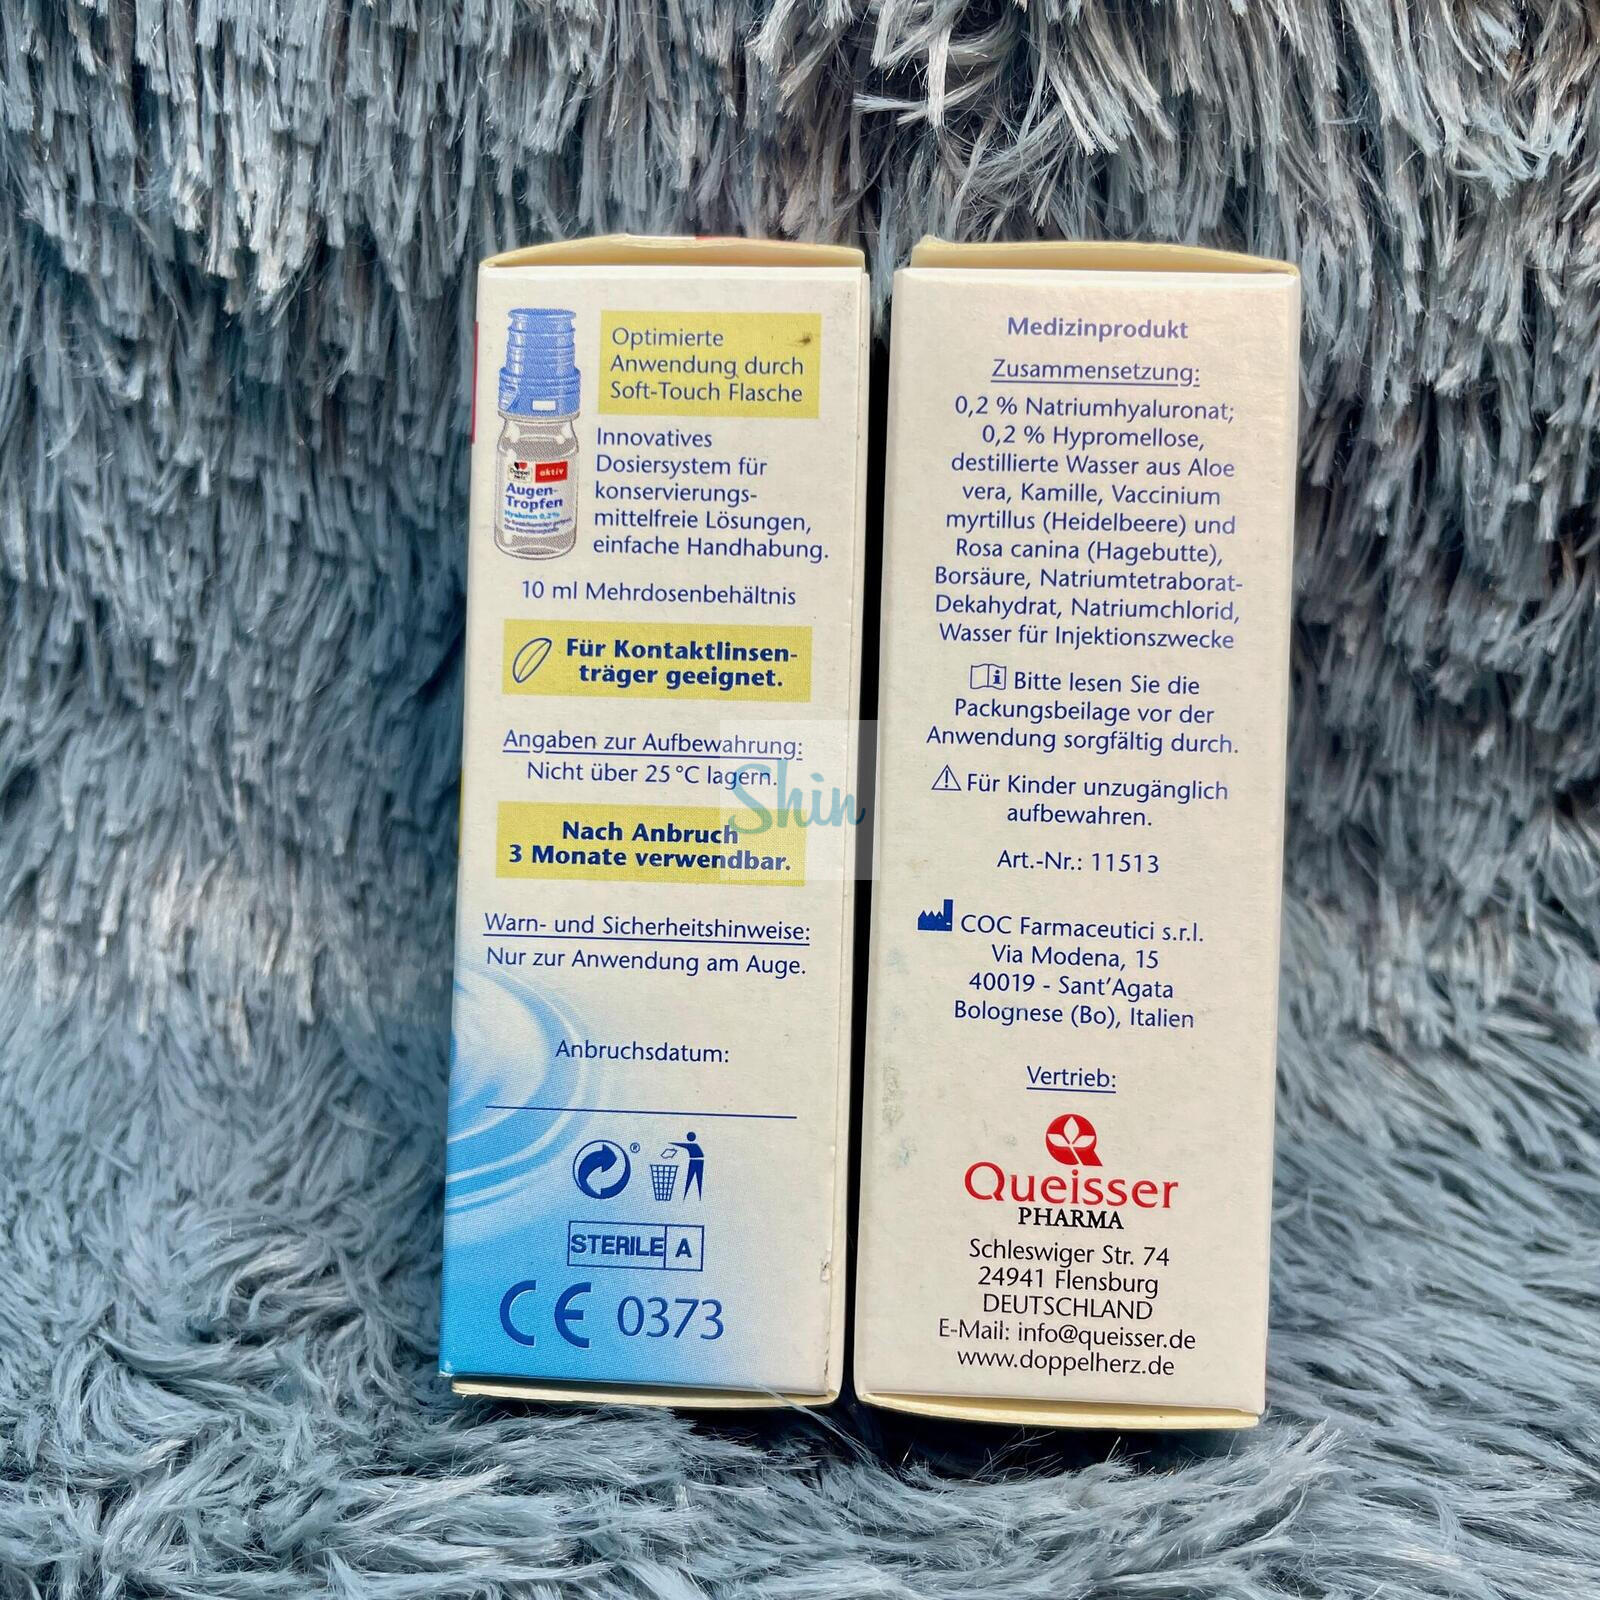 Optimierte
Anwendung durch
Soft-Touch Flasche
Innovatives
Dosiersystem für
konservierungs-
mittelfreie Lösungen,
einfache Handhabung.
Doppel
herz
aktiv
Augen-
Tropfen
Hyaluron 0,2%
10 ml Mehrdosenbehältnis
Für Kontaktlinsen-
träger geeignet.
Angaben zur Aufbewahrung:
Nicht über 25 °C lagern.
Nach Anbruch
3 Monate verwendbar.
Warn- und Sicherheitshinweise:
Nur zur Anwendung am Auge.
Anbruchsdatum:
®
STERILE A
CE 0373
Shin
Medizinprodukt
Zusammensetzung:
0,2 % Natriumhyaluronat;
0,2 % Hypromellose,
destillierte Wasser aus Aloe
vera, Kamille, Vaccinium
myrtillus (Heidelbeere) und
Rosa canina (Hagebutte),
Borsäure, Natriumtetraborat-
Dekahydrat, Natriumchlorid,
Wasser für Injektionszwecke
Bitte lesen Sie die
Packungsbeilage vor der
Anwendung sorgfältig durch.
Für Kinder unzugänglich
aufbewahren.
Art.-Nr.: 11513
COC Farmaceutici s.r.l.
Via Modena, 15
40019 - Sant'Agata
Bolognese (Bo), Italien
Vertrieb:
Queisser
PHARMA
Schleswiger Str. 74
24941 Flensburg
DEUTSCHLAND
E-Mail: info@queisser.de
www.doppelherz.de